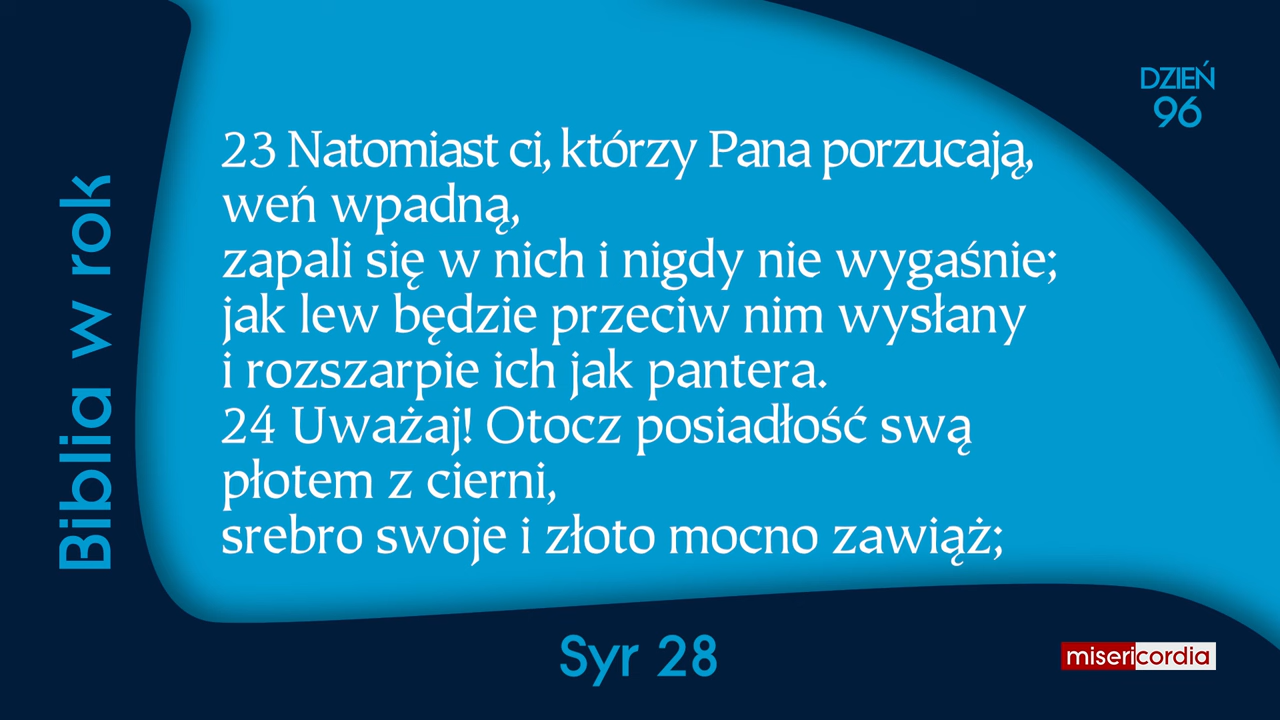 DZIEŃ
96
Biblia w rok
23 Natomiast ci, którzy Pana porzucają,
weń wpadną,
zapali się w nich i nigdy nie wygaśnie;
jak lew będzie przeciw nim wysłany
i rozszarpie ich jak pantera.
24 Uważaj! Otocz posiadłość swą
płotem z cierni,
srebro swoje i złoto mocno zawiąż;
Syr 28
misericordia